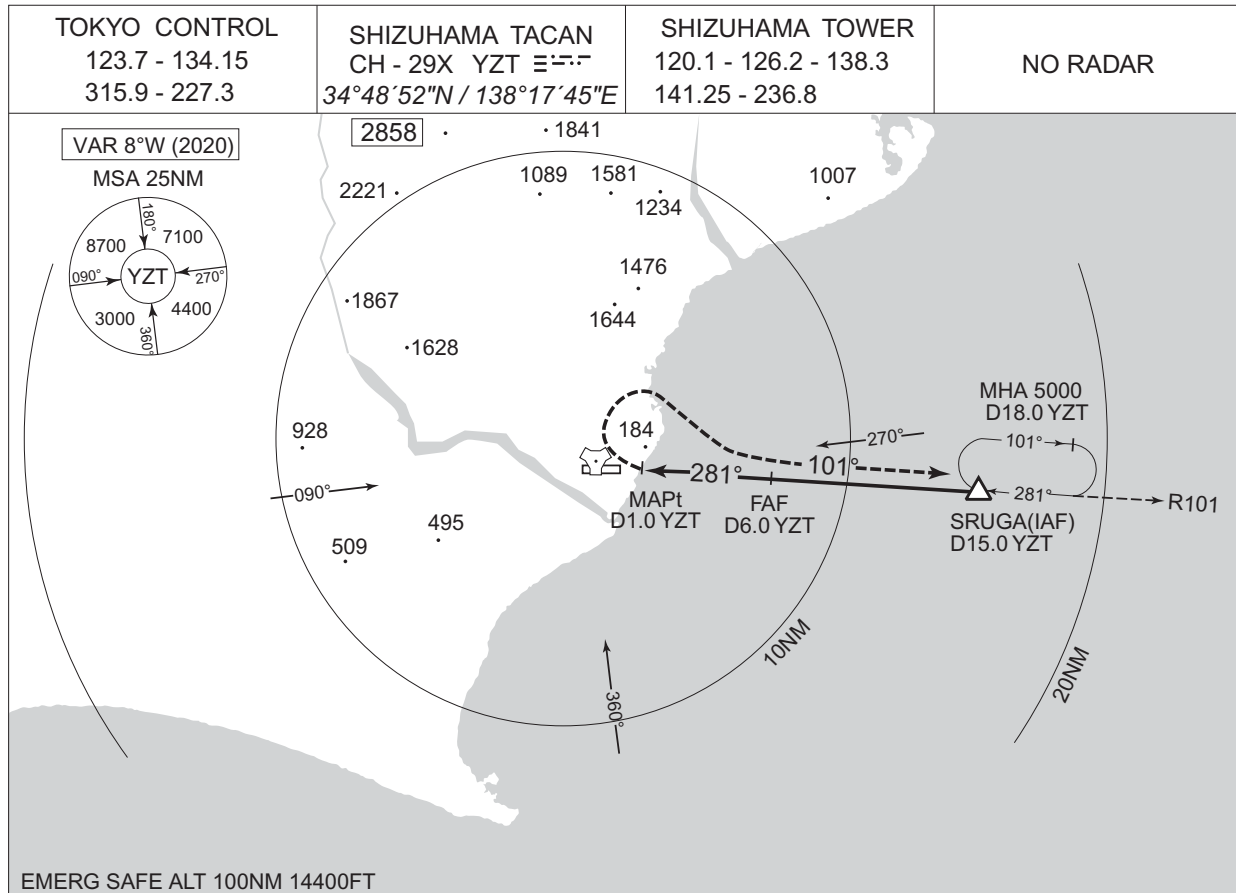 TOKYO CONTROL
123.7 - 134.15
315.9 - 227.3
SHIZUHAMA TACAN
CH - 29X YZT
34°48´52"N / 138°17´45"E
SHIZUHAMA TOWER
120.1 - 126.2 - 138.3
141.25 - 236.8
NO RADAR
VAR 8°W (2020)
MSA 25NM
180°
8700
7100
090°
YZT
270°
3000
4400
360°
2858
1841
2221
1089
1581
1234
1007
1476
1867
1644
1628
MHA 5000
D18.0 YZT
928
184
270°
101°
101°
281°
281°
R101
090°
MAPt
D1.0 YZT
FAF
D6.0 YZT
SRUGA(IAF)
D15.0 YZT
495
509
10NM
20NM
360°
EMERG SAFE ALT 100NM 14400FT